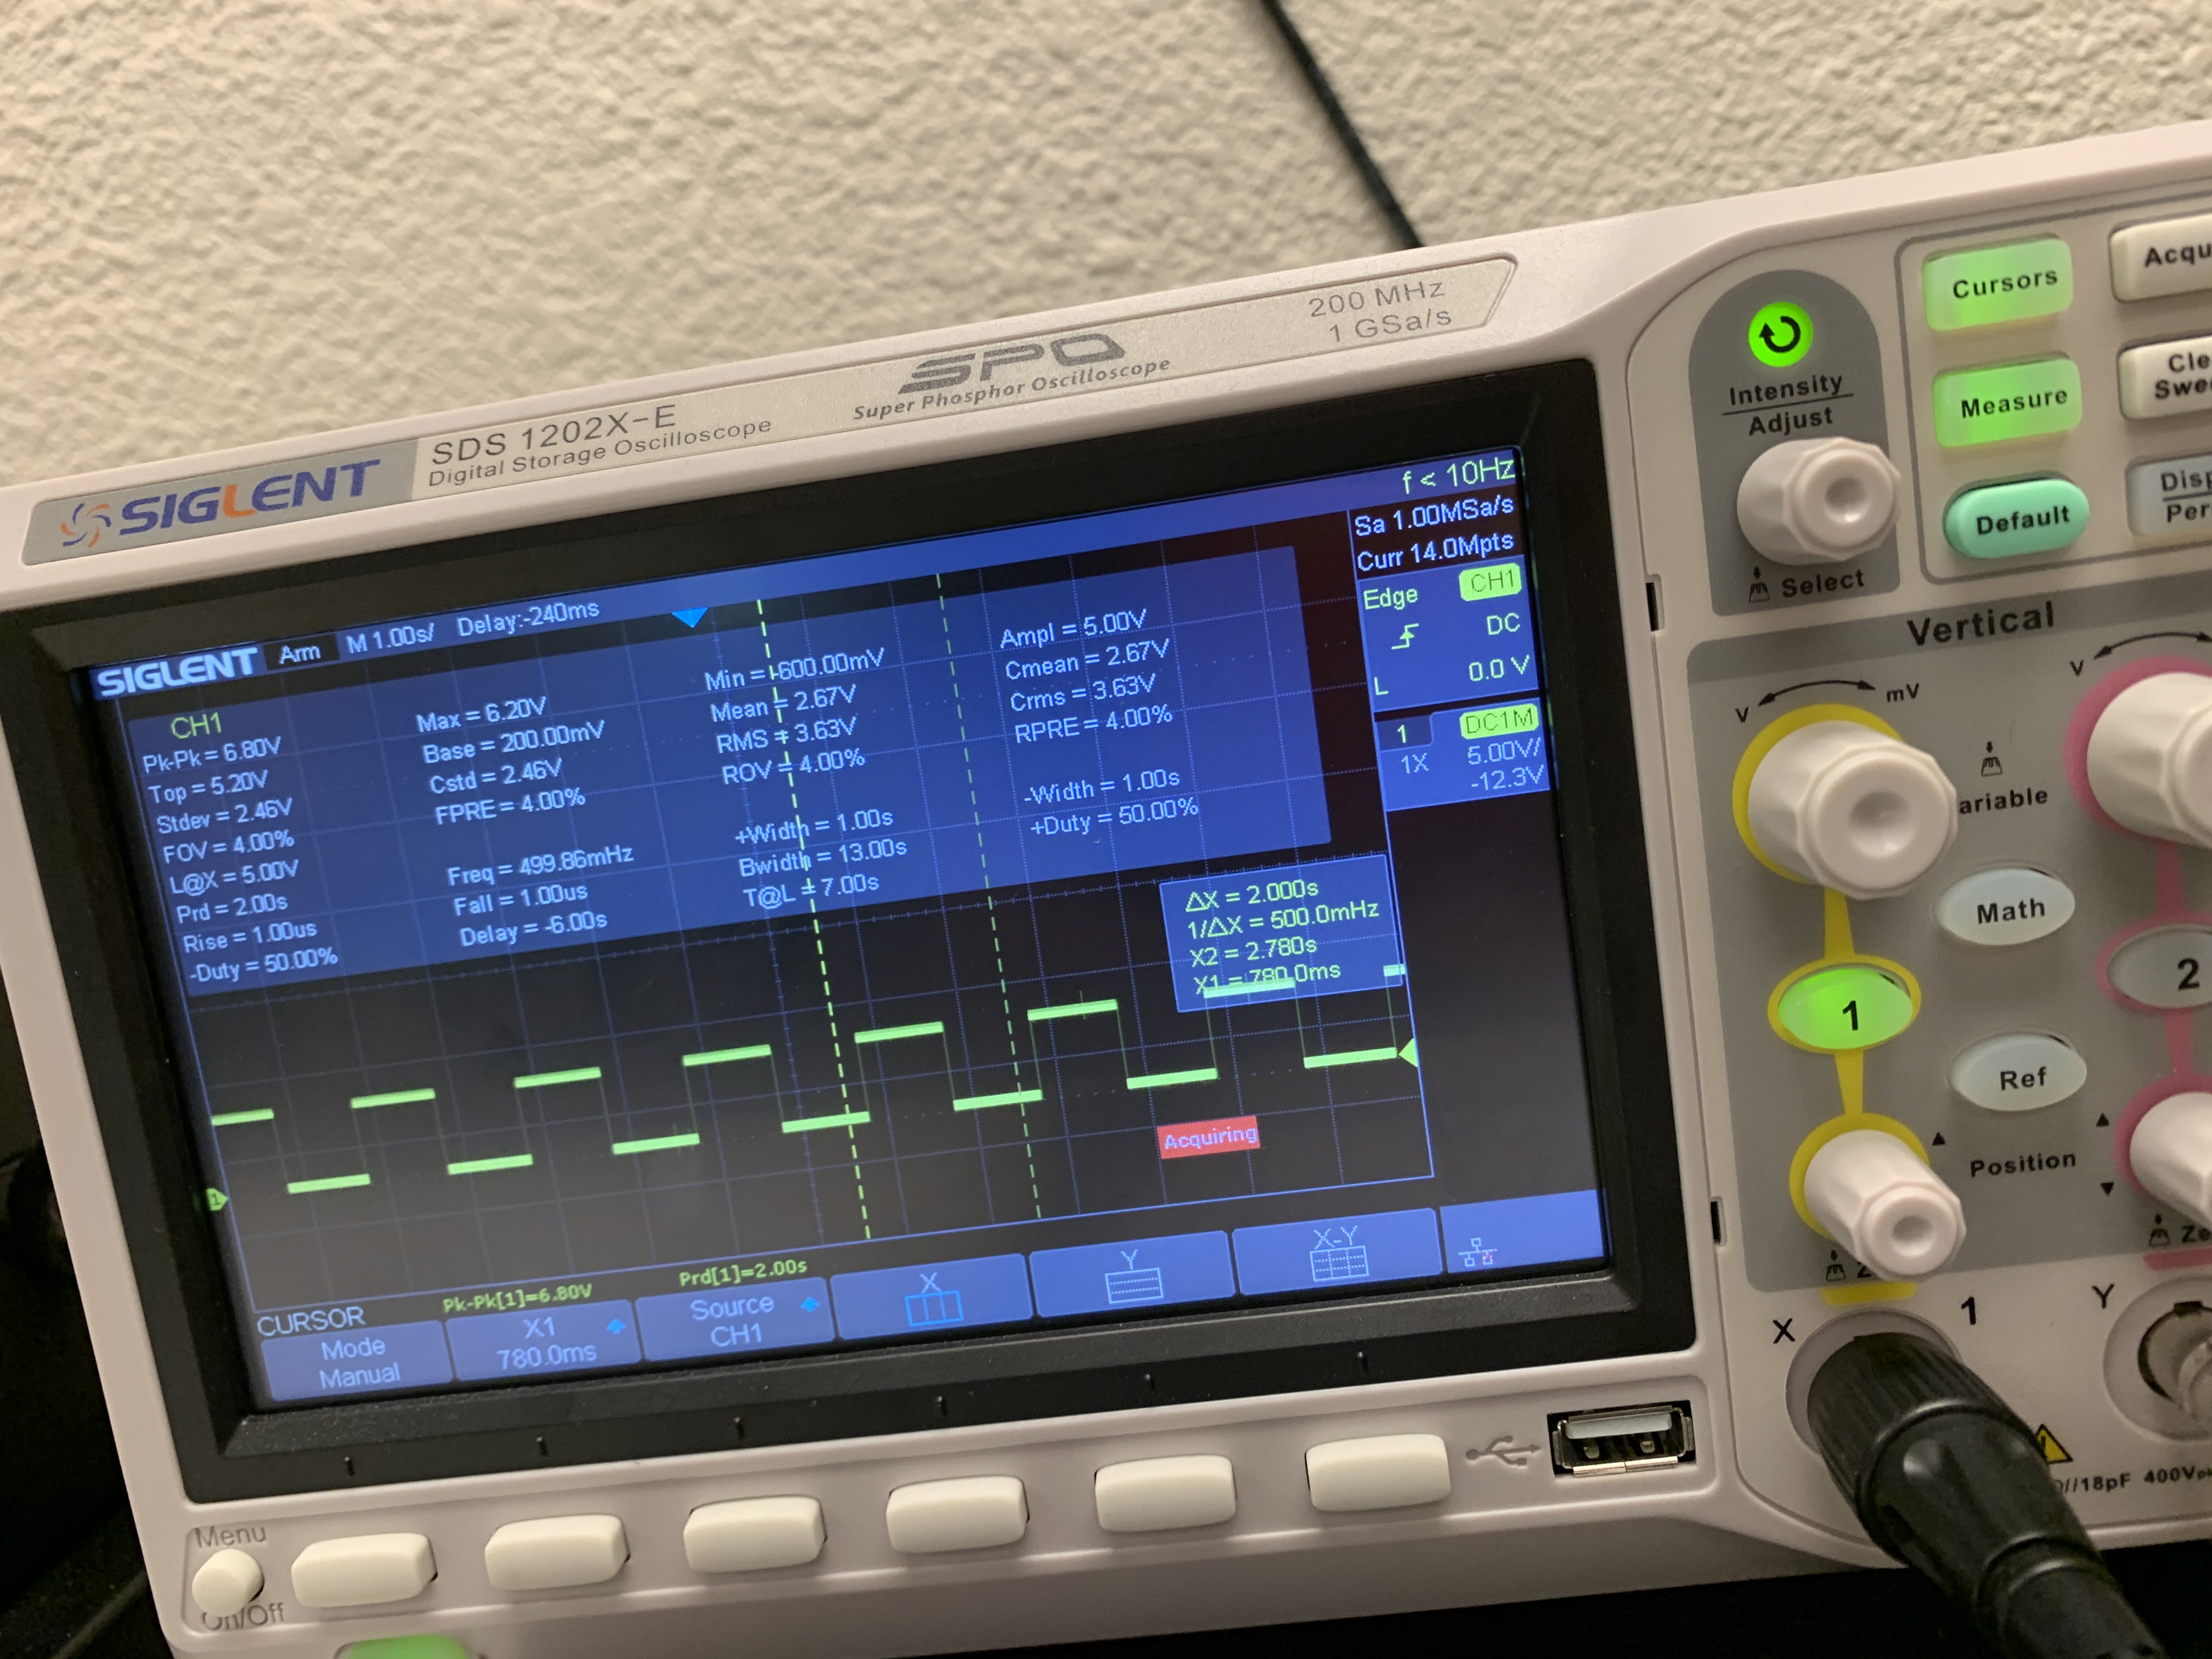 200 MHz
1 GSa/s
SPO
Super Phosphor Oscilloscope
SIGLENT
SDS 1202X-E
Digital Storage Oscilloscope
SIGLENT Arm M 1.00s/ Delay:-240ms
f < 10Hz
Sa 1.00MSa/s
Curr 14.0Mpts
Edge CH1
DC
L 0.0 V
1 DC1M
1X 5.00V/
-12.3V
CH1
Pk-Pk = 6.80V
Top = 5.20V
Stdev = 2.46V
FOV = 4.00%
L@X = 5.00V
Prd = 2.00s
Rise = 1.00us
-Duty = 50.00%
Max = 6.20V
Base = 200.00mV
Cstd = 2.46V
FPRE = 4.00%
Freq = 499.86mHz
Fall = 1.00us
Delay = -6.00s
Min = -600.00mV
Mean = 2.67V
RMS = 3.63V
ROV = 4.00%
+Width = 1.00s
Bwidth = 13.00s
T@L = 7.00s
Ampl = 5.00V
Cmean = 2.67V
Crms = 3.63V
RPRE = 4.00%
-Width = 1.00s
+Duty = 50.00%
ΔX = 2.000s
1/ΔX = 500.0mHz
X2 = 2.780s
X1 = 780.0ms
1
Acquiring
Pk-Pk[1]=6.80V Prd[1]=2.00s
CURSOR
Mode
Manual
X1
780.0ms
Source
CH1
X
Y
X-Y
Menu
On/Off
Intensity
Adjust
Select
Cursors
Measure
Default
Vertical
V mV
V
Math
1
2
Ref
Position
X
1
Y
//18pF 400V